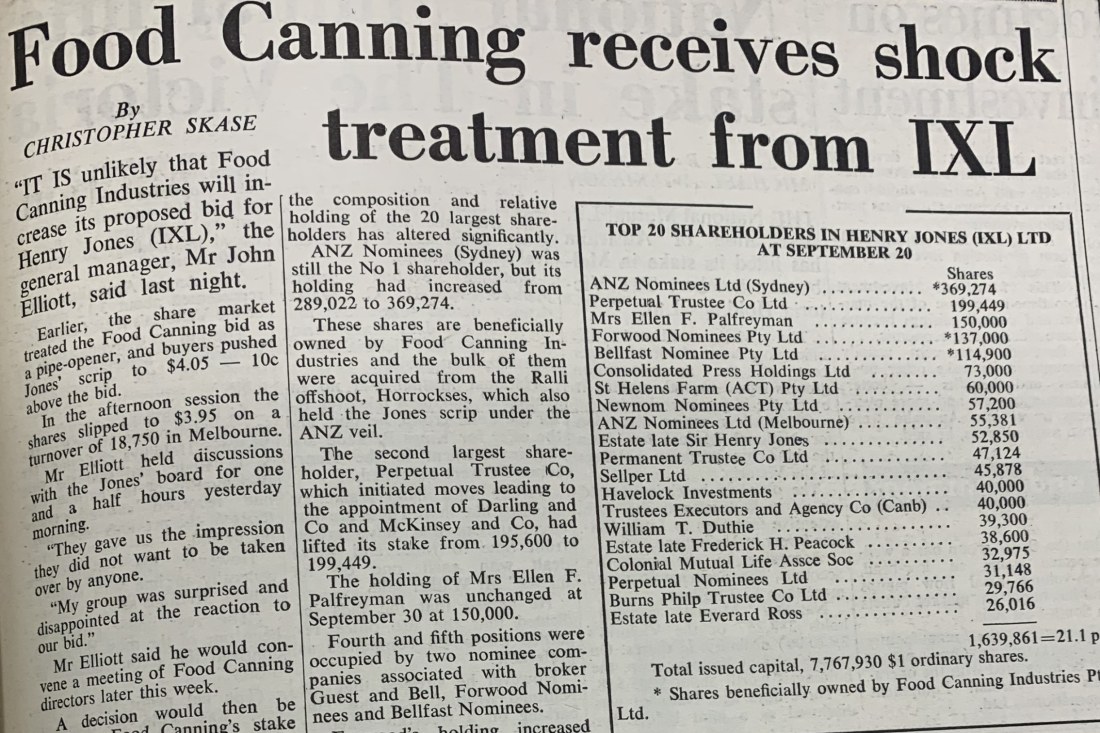 Food Canning receives shock
treatment from IXL
By
CHRISTOPHER SKASE
“IT IS unlikely that Food
Canning Industries will in-
crease its proposed bid for
Henry Jones (IXL),” the
general manager, Mr John
Elliott, said last night.
Earlier, the share market
treated the Food Canning bid as
a pipe-opener, and buyers pushed
Jones' scrip to $4.05 — 10c
above the bid.
In the afternoon session the
shares slipped to $3.95 on a
turnover of 18,750 in Melbourne.
Mr Elliott held discussions
with the Jones' board for one
and a half hours yesterday
morning.
“They gave us the impression
they did not want to be taken
over by anyone.
“My group was surprised and
disappointed at the reaction to
our bid.”
Mr Elliott said he would con-
vene a meeting of Food Canning
directors later this week.
A decision would then be
Food Canning's stake
the composition and relative
holding of the 20 largest share-
holders has altered significantly.
ANZ Nominees (Sydney) was
still the No 1 shareholder, but its
holding had increased from
289,022 to 369,274.
These shares are beneficially
owned by Food Canning In-
dustries and the bulk of them
were acquired from the Ralli
offshoot, Horrockses, which also
held the Jones scrip under the
ANZ veil.
The second largest share-
holder, Perpetual Trustee Co,
which initiated moves leading to
the appointment of Darling and
Co and McKinsey and Co, had
lifted its stake from 195,600 to
199,449.
The holding of Mrs Ellen F.
Palfreyman was unchanged at
September 30 at 150,000.
Fourth and fifth positions were
occupied by two nominee com-
panies associated with broker
Guest and Bell, Forwood Nomi-
nees and Bellfast Nominees.
holding increased
TOP 20 SHAREHOLDERS IN HENRY JONES (IXL) LTD
AT SEPTEMBER 20
Shares
ANZ Nominees Ltd (Sydney) ............ *369,274
Perpetual Trustee Co Ltd ............... 199,449
Mrs Ellen F. Palfreyman ............ 150,000
Forwood Nominees Pty Ltd ............ *137,000
Bellfast Nominee Pty Ltd ............ *114,900
Consolidated Press Holdings Ltd ........ 73,000
St Helens Farm (ACT) Pty Ltd .......... 60,000
Newnom Nominees Pty Ltd ............ 57,200
ANZ Nominees Ltd (Melbourne) .......... 55,381
Estate late Sir Henry Jones ............... 52,850
Permanent Trustee Co Ltd ............... 47,124
Sellper Ltd ......................... 45,878
Havelock Investments .................. 40,000
Trustees Executors and Agency Co (Canb) .. 40,000
William T. Duthie .................... 39,300
Estate late Frederick H. Peacock .......... 38,600
Colonial Mutual Life Assce Soc .......... 32,975
Perpetual Nominees Ltd ............... 31,148
Burns Philp Trustee Co Ltd ............ 29,766
Estate late Everard Ross ............... 26,016
1,639,861=21.1 p
Total issued capital, 7,767,930 $1 ordinary shares.
* Shares beneficially owned by Food Canning Industries Pt
Ltd.